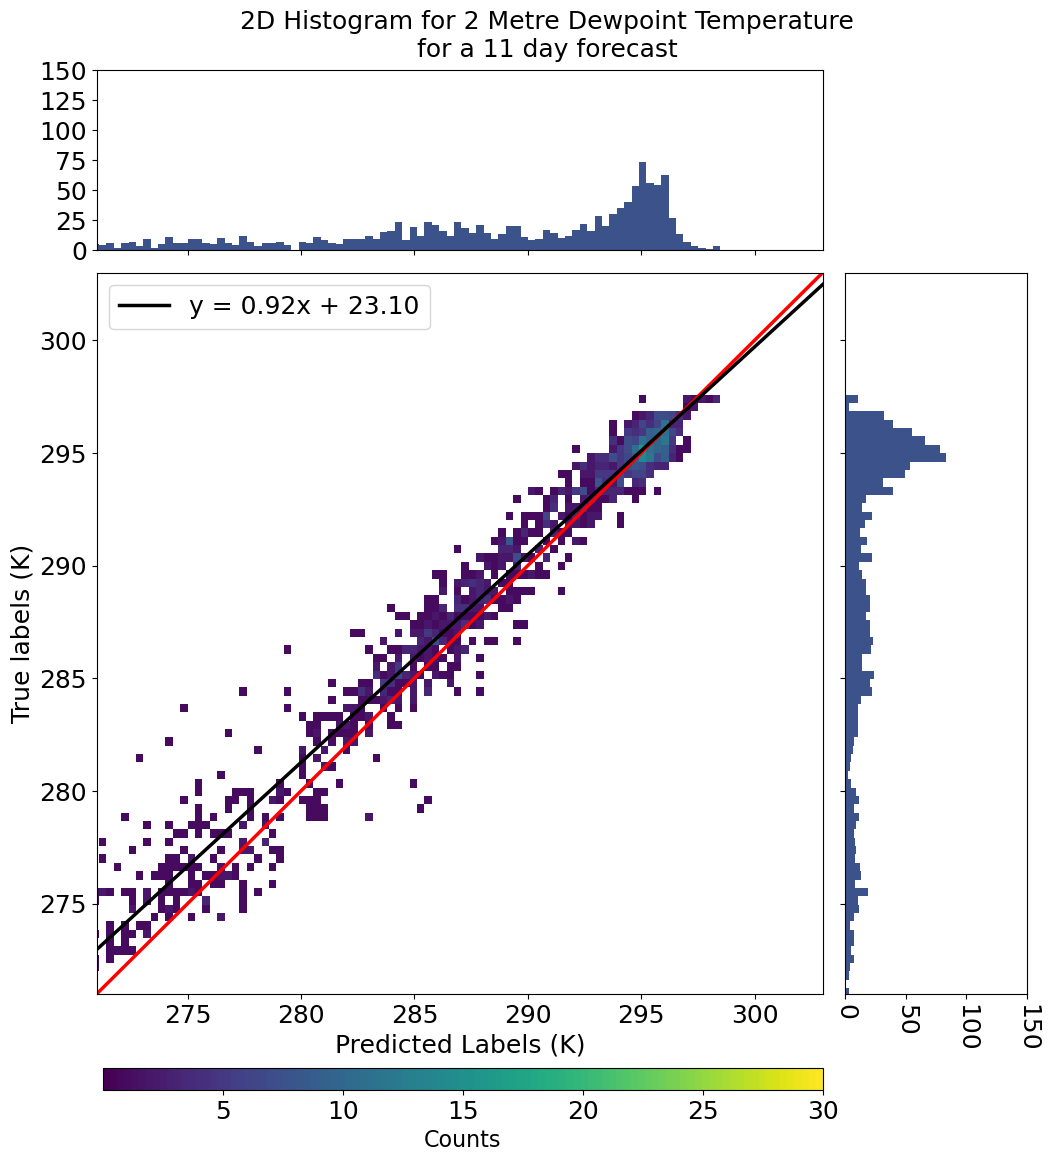 2D Histogram for 2 Metre Dewpoint Temperature
for a 11 day forecast
150
125
100
75
50
25
0
y = 0.92x + 23.10
300
295
290
285
280
275
True labels (K)
275 280 285 290 295 300
Predicted Labels (K)
0 50 100 150
5 10 15 20 25 30
Counts